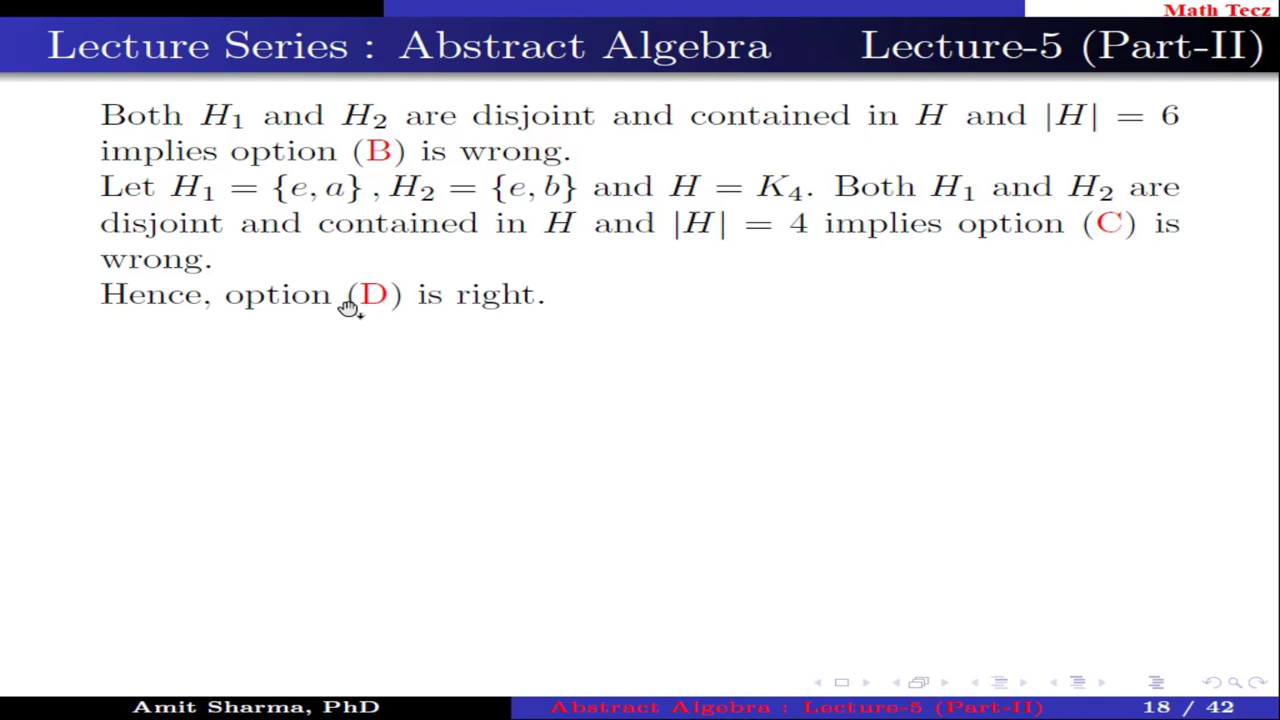 Math Tecz
Lecture Series : Abstract Algebra Lecture-5 (Part-II)
Both H₁ and H₂ are disjoint and contained in H and |H| = 6
implies option (B) is wrong.
Let H₁ = {e, a} , H₂ = {e, b} and H = K₄. Both H₁ and H₂ are
disjoint and contained in H and |H| = 4 implies option (C) is
wrong.
Hence, option (D) is right.
Amit Sharma, PhD Abstract Algebra : Lecture-5 (Part-II) 18 / 42